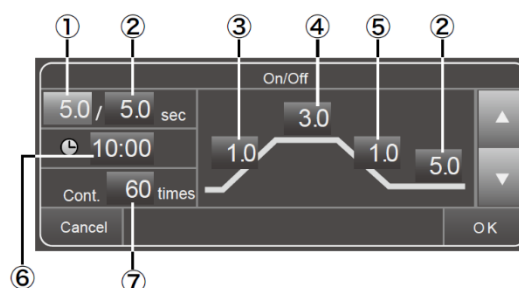 ① ② ③ ④ ⑤ ②
On/Off
5.0 / 5.0 sec
3.0
10:00
1.0 1.0 5.0
Cont. 60 times
Cancel OK
⑥ ⑦